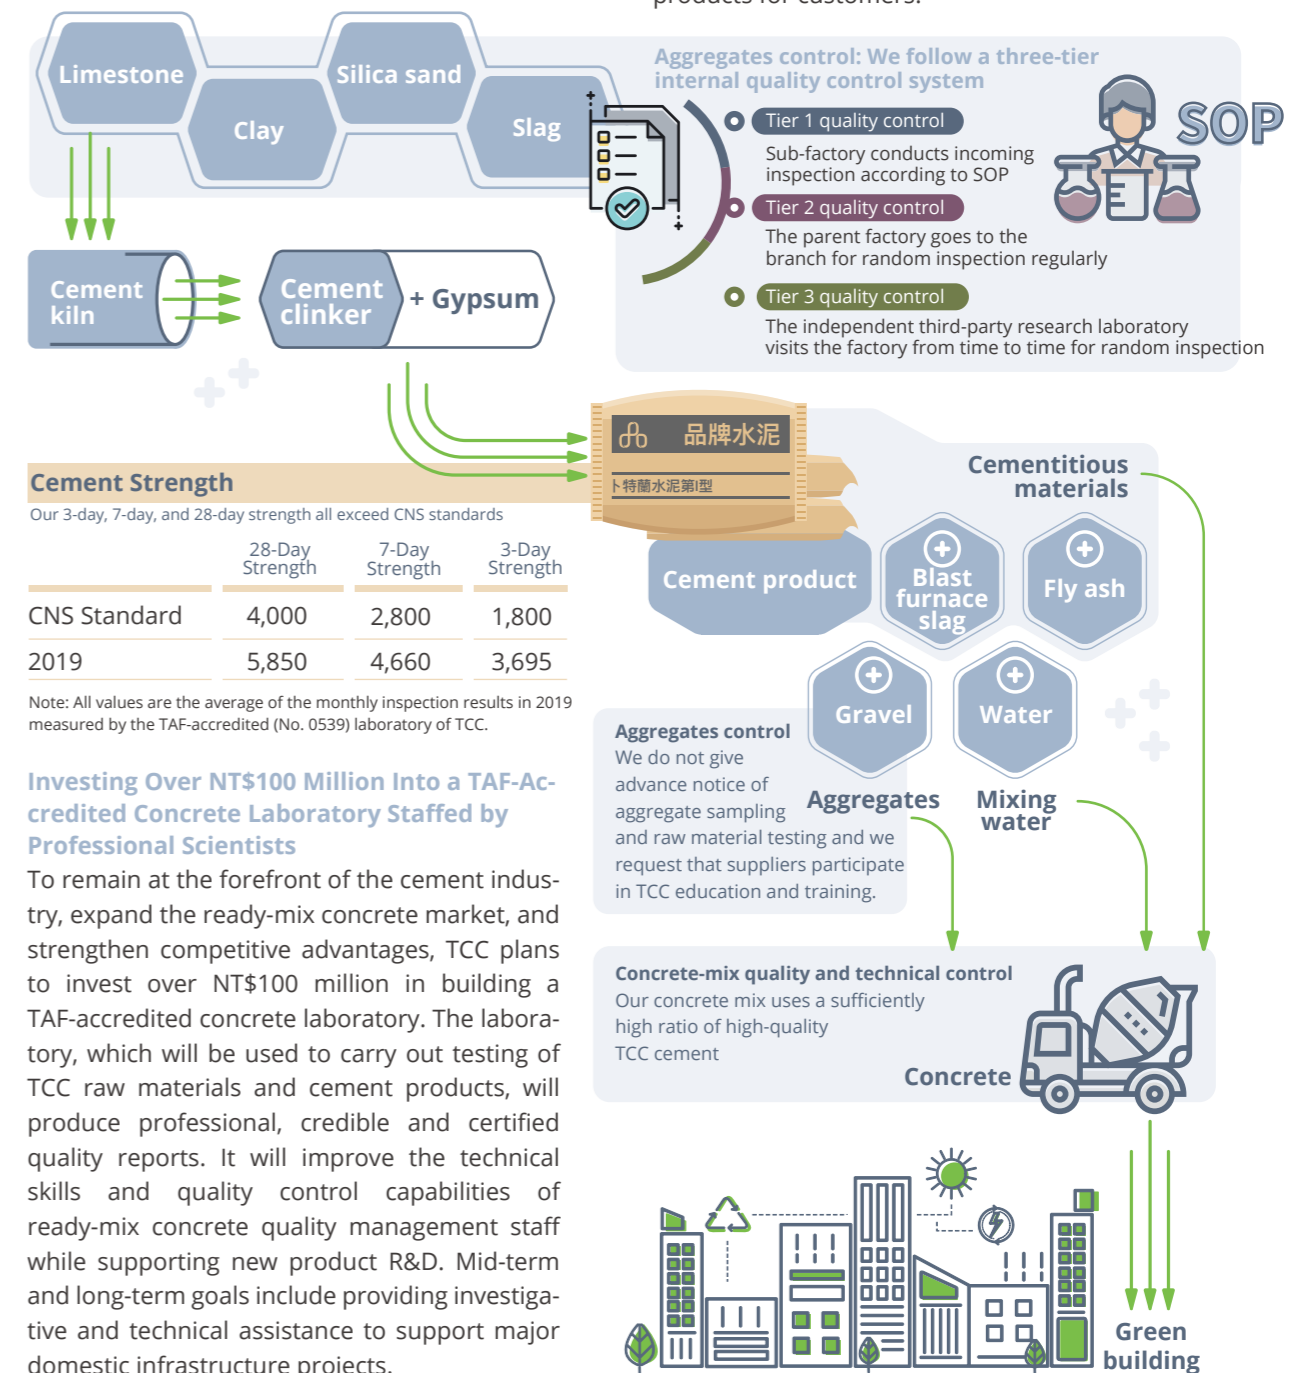 products for customers.
Limestone
Clay
Silica sand
Slag
Aggregates control: We follow a three-tier
internal quality control system
Tier 1 quality control
Sub-factory conducts incoming
inspection according to SOP
Tier 2 quality control
The parent factory goes to the
branch for random inspection regularly
Tier 3 quality control
The independent third-party research laboratory
visits the factory from time to time for random inspection
SOP
Cement
kiln
Cement
clinker
+ Gypsum
品牌水泥
卜特蘭水泥第I型
Cement Strength
Our 3-day, 7-day, and 28-day strength all exceed CNS standards
28-Day
Strength
7-Day
Strength
3-Day
Strength
CNS Standard 4,000 2,800 1,800
2019 5,850 4,660 3,695
Note: All values are the average of the monthly inspection results in 2019
measured by the TAF-accredited (No. 0539) laboratory of TCC.
Cementitious
materials
Cement product
Blast
furnace
slag
Fly ash
Gravel
Water
Aggregates
Mixing
water
Aggregates control
We do not give
advance notice of
aggregate sampling
and raw material testing and we
request that suppliers participate
in TCC education and training.
Concrete-mix quality and technical control
Our concrete mix uses a sufficiently
high ratio of high-quality
TCC cement
Concrete
Green
building
Investing Over NT$100 Million Into a TAF-Ac-
credited Concrete Laboratory Staffed by
Professional Scientists
To remain at the forefront of the cement indus-
try, expand the ready-mix concrete market, and
strengthen competitive advantages, TCC plans
to invest over NT$100 million in building a
TAF-accredited concrete laboratory. The labora-
tory, which will be used to carry out testing of
TCC raw materials and cement products, will
produce professional, credible and certified
quality reports. It will improve the technical
skills and quality control capabilities of
ready-mix concrete quality management staff
while supporting new product R&D. Mid-term
and long-term goals include providing investiga-
tive and technical assistance to support major
domestic infrastructure projects.